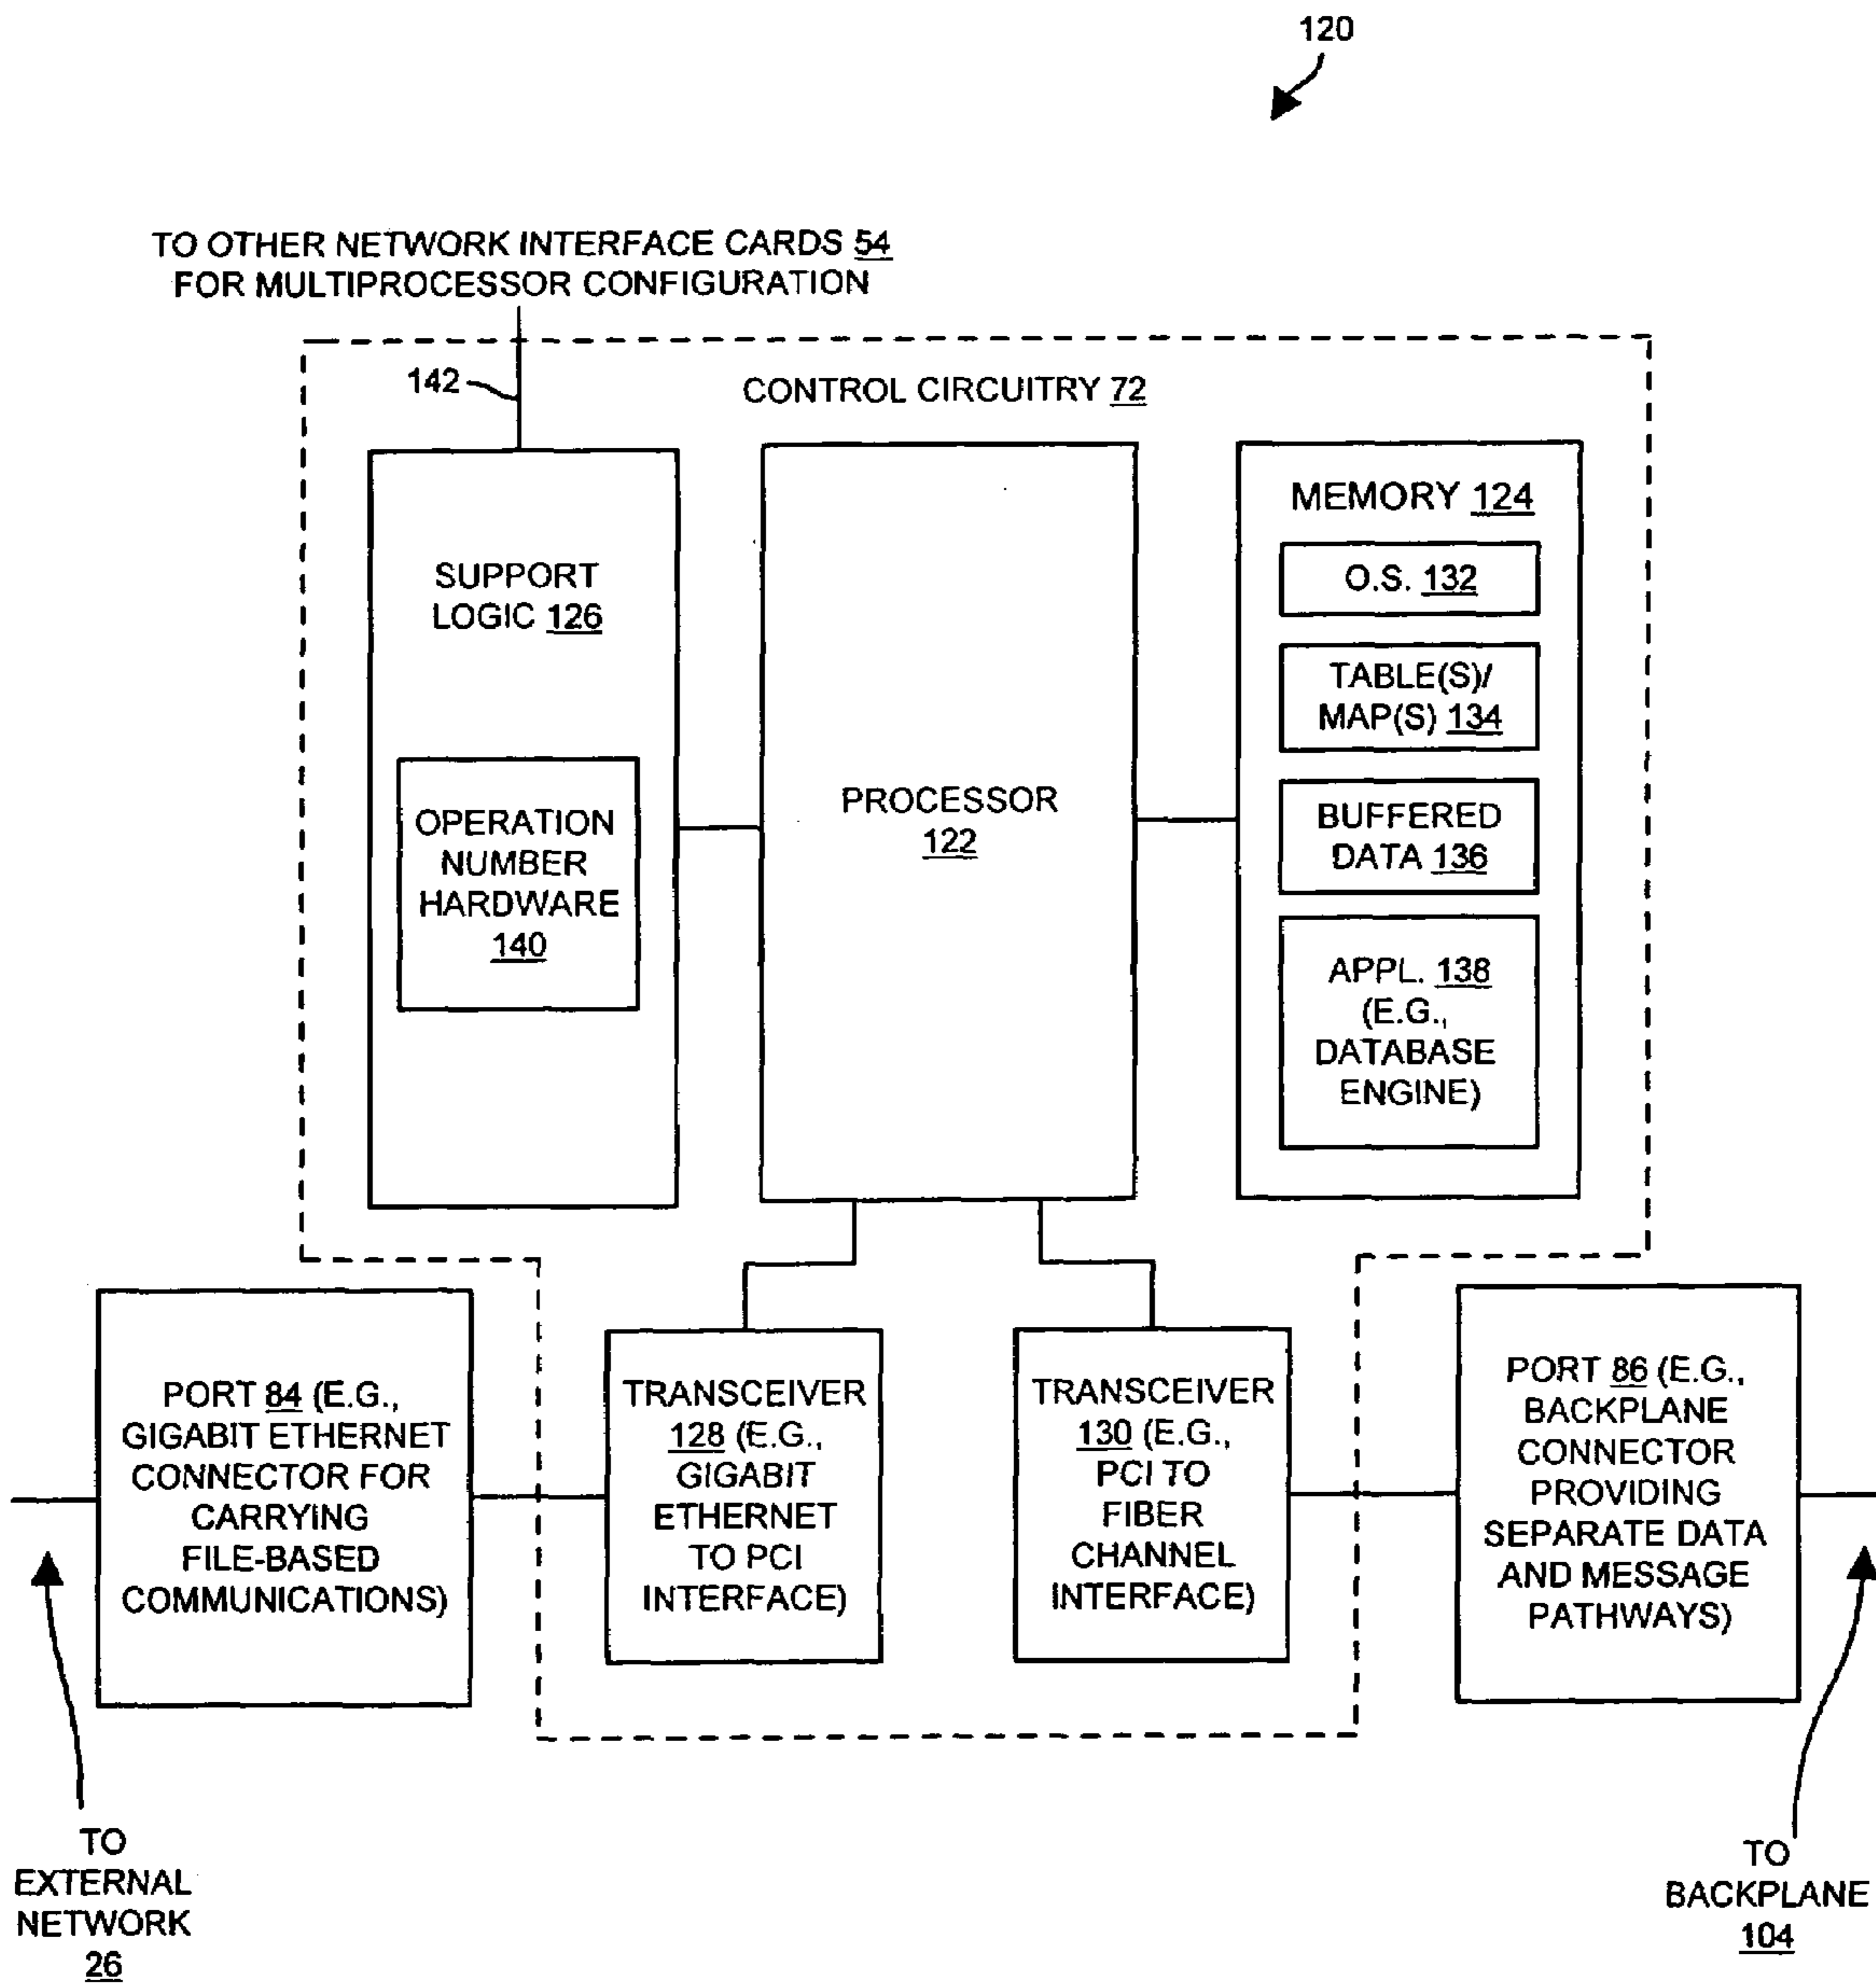 120
TO OTHER NETWORK INTERFACE CARDS 54
FOR MULTIPROCESSOR CONFIGURATION
142
CONTROL CIRCUITRY 72
SUPPORT
LOGIC 126
OPERATION
NUMBER
HARDWARE
140
PROCESSOR
122
MEMORY 124
O.S. 132
TABLE(S)/
MAP(S) 134
BUFFERED
DATA 136
APPL. 138
(E.G.,
DATABASE
ENGINE)
PORT 84 (E.G.,
GIGABIT ETHERNET
CONNECTOR FOR
CARRYING
FILE-BASED
COMMUNICATIONS)
TRANSCEIVER
128 (E.G.,
GIGABIT
ETHERNET
TO PCI
INTERFACE)
TRANSCEIVER
130 (E.G.,
PCI TO
FIBER
CHANNEL
INTERFACE)
PORT 86 (E.G.,
BACKPLANE
CONNECTOR
PROVIDING
SEPARATE DATA
AND MESSAGE
PATHWAYS)
TO
EXTERNAL
NETWORK
26
TO
BACKPLANE
104